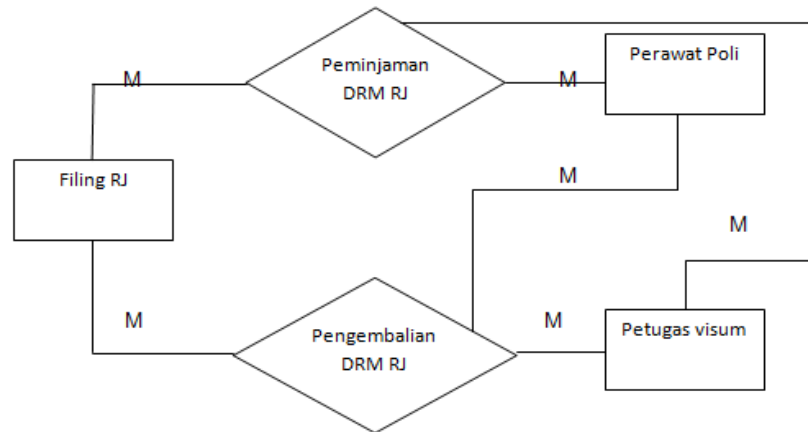 Peminjaman
DRM RJ
Perawat Poli
M
M
Filing RJ
M
M
M
M
Pengembalian
DRM RJ
Petugas visum